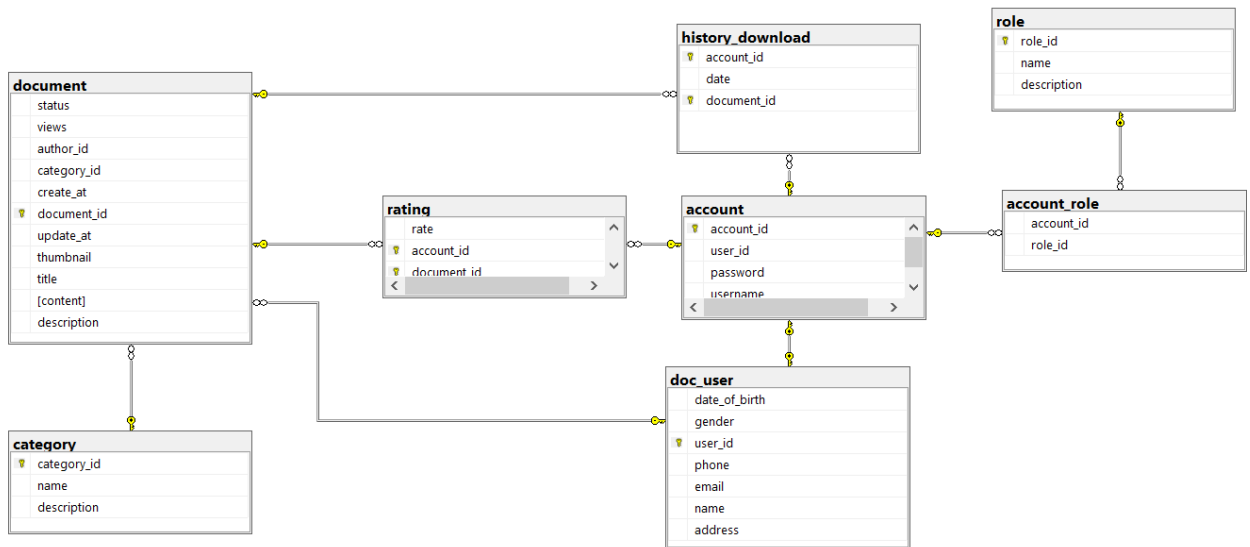 document
status
views
author_id
category_id
create_at
document_id
update_at
thumbnail
title
[content]
description
category
category_id
name
description
rating
rate
account_id
document_id
history_download
account_id
date
document_id
account
account_id
user_id
password
username
doc_user
date_of_birth
gender
user_id
phone
email
name
address
role
role_id
name
description
account_role
account_id
role_id